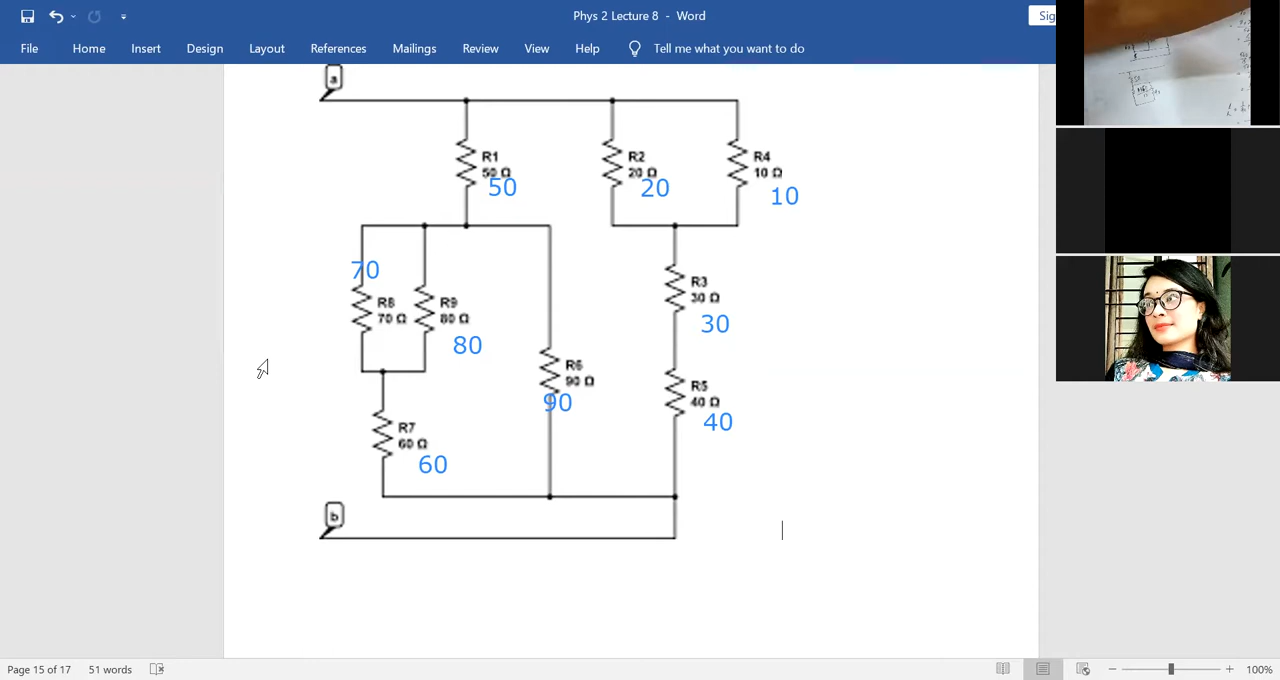 Phys 2 Lecture 8 - Word
Sig
File Home Insert Design Layout References Mailings Review View Help Tell me what you want to do
a
R1
50 Ω
50
R2
20 Ω
20
R4
10 Ω
10
70
R8
70 Ω
R9
80 Ω
80
R3
30 Ω
30
R6
90 Ω
90
R5
40 Ω
40
R7
60 Ω
60
b
Page 15 of 17 51 words
100%